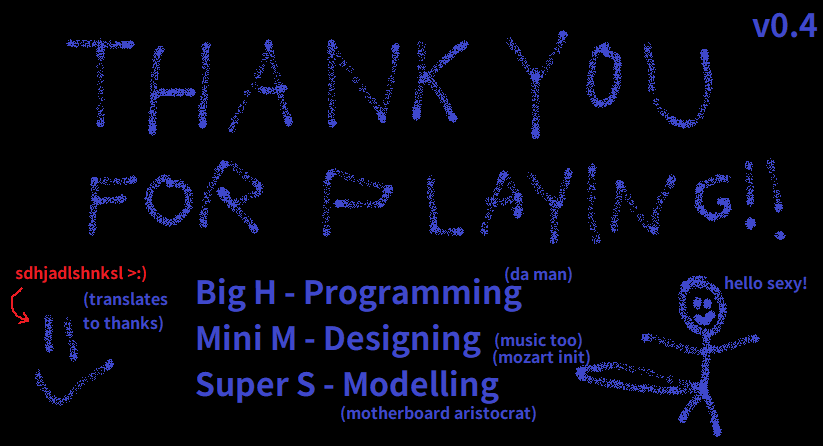 v0.4
THANK YOU
FOR PLAYING!!
sdhjadlshnksl >:)
(translates
to thanks)
Big H - Programming
(da man)
Mini M - Designing
(music too)
(mozart init)
Super S - Modelling
(motherboard aristocrat)
hello sexy!